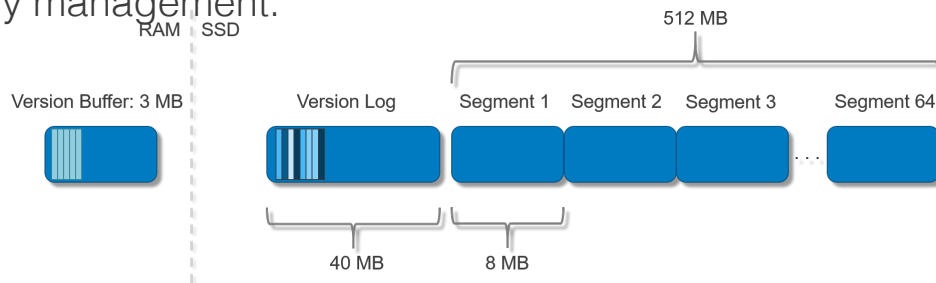 y management.
RAM SSD
512 MB
Version Buffer: 3 MB
Version Log
Segment 1
Segment 2
Segment 3
Segment 64
. . .
40 MB
8 MB